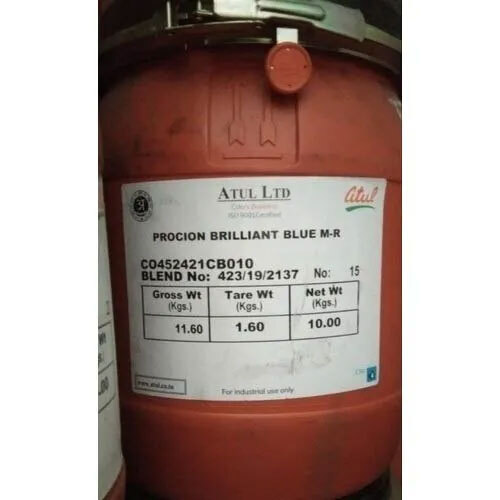 ATUL LTD
Colors Business
ISO 9001 Certified
atul
PROCION BRILLIANT BLUE M-R
CO452421CB010
BLEND No: 423/19/2137 No: 15
Gross Wt Tare Wt Net Wt
(Kgs.) (Kgs.) (Kgs.)
11.60 1.60 10.00
www.atul.co.in
For industrial use only